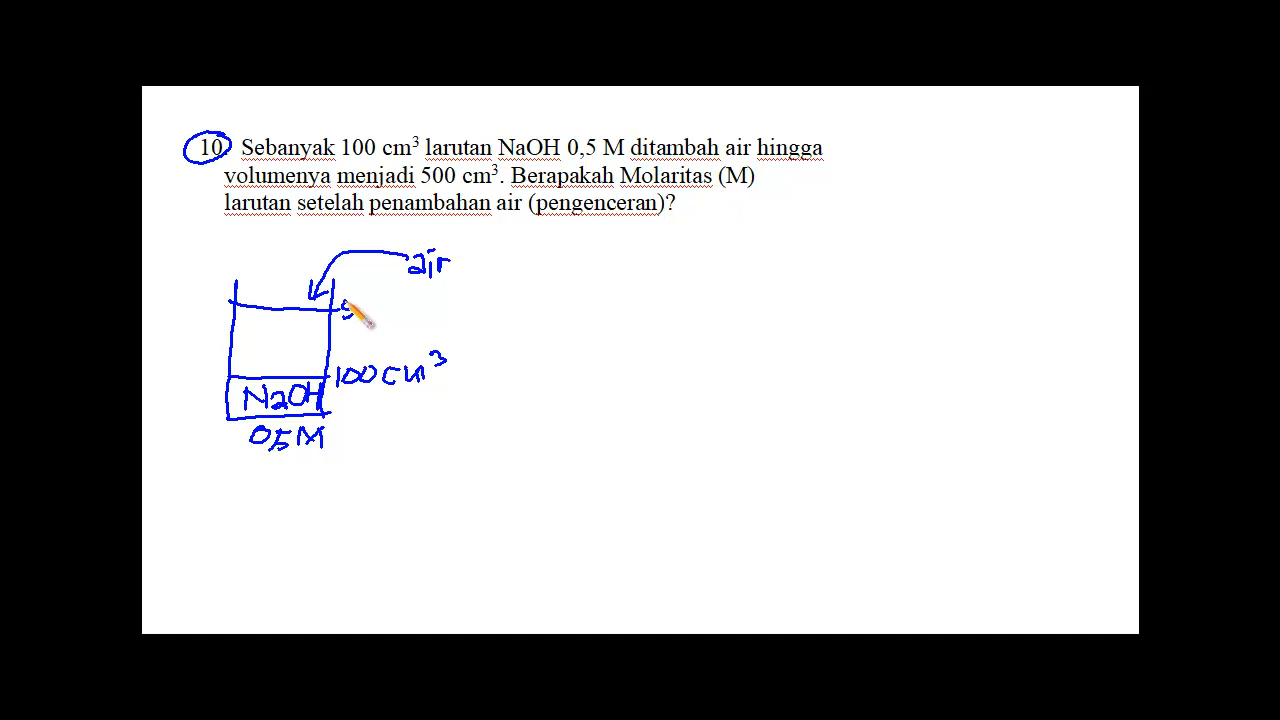 10. Sebanyak 100 cm³ larutan NaOH 0,5 M ditambah air hingga
volumenya menjadi 500 cm³. Berapakah Molaritas (M)
larutan setelah penambahan air (pengenceran)?
air
100 cm³
NaOH
0,5 M